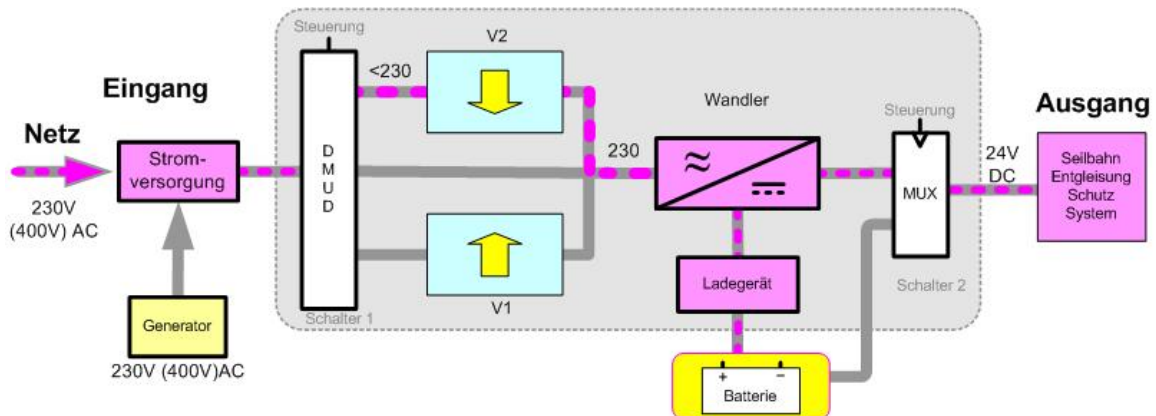 Steuerung
V2
<230
Eingang
Netz
Strom-
versorgung
230V
(400V) AC
Generator
230V (400V)AC
D
M
U
D
Schalter 1
V1
230
Wandler
≈
Ladegerät
+ −
Batterie
Steuerung
MUX
Schalter 2
24V
DC
Ausgang
Seilbahn
Entgleisung
Schutz
System